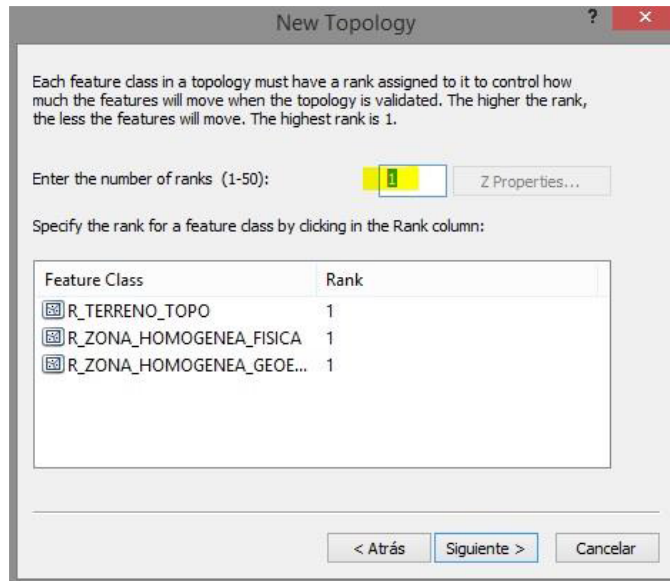 New Topology
?
Each feature class in a topology must have a rank assigned to it to control how
much the features will move when the topology is validated. The higher the rank,
the less the features will move. The highest rank is 1.
Enter the number of ranks (1-50): 1 Z Properties...
Specify the rank for a feature class by clicking in the Rank column:
Feature Class Rank
R_TERRENO_TOPO 1
R_ZONA_HOMOGENEA_FISICA 1
R_ZONA_HOMOGENEA_GEOE... 1
< Atrás Siguiente > Cancelar